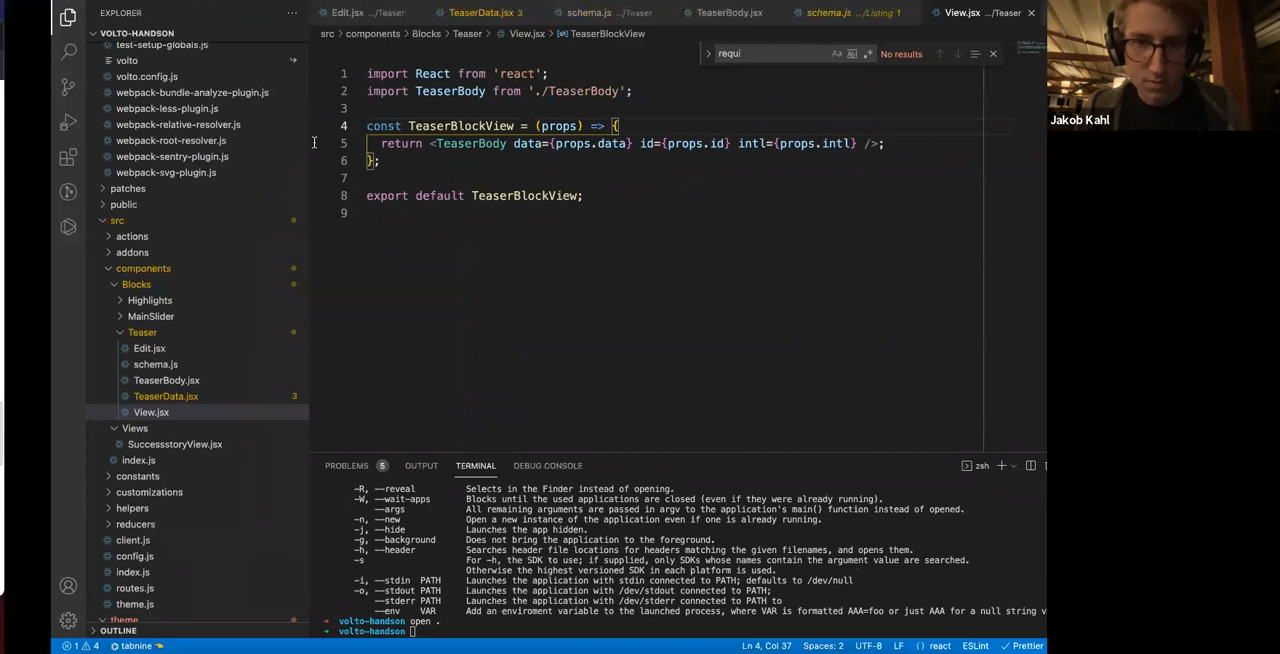 EXPLORER
VOLTO-HANDSON
test-setup-globals.js
volto
volto.config.js
webpack-bundle-analyze-plugin.js
webpack-less-plugin.js
webpack-relative-resolver.js
webpack-root-resolver.js
webpack-sentry-plugin.js
webpack-svg-plugin.js
patches
public
src
actions
addons
components
Blocks
Highlights
MainSlider
Teaser
Edit.jsx
schema.js
TeaserBody.jsx
TeaserData.jsx 3
View.jsx
Views
SuccessstoryView.jsx
index.js
constants
customizations
helpers
reducers
client.js
config.js
index.js
routes.js
theme.js
theme
OUTLINE
Edit.jsx .../Teaser TeaserData.jsx 3 schema.js .../Teaser TeaserBody.jsx schema.js .../Listing 1 View.jsx .../Teaser
src > components > Blocks > Teaser > View.jsx > TeaserBlockView
requi Aa ab .* No results
1 import React from 'react';
2 import TeaserBody from './TeaserBody';
3
4 const TeaserBlockView = (props) => {
5 return <TeaserBody data={props.data} id={props.id} intl={props.intl} />;
6 };
7
8 export default TeaserBlockView;
9
PROBLEMS 5 OUTPUT TERMINAL DEBUG CONSOLE zsh
-R, --reveal Selects in the Finder instead of opening.
-W, --wait-apps Blocks until the used applications are closed (even if they were already running).
--args All remaining arguments are passed in argv to the application's main() function instead of opened.
-n, --new Open a new instance of the application even if one is already running.
-j, --hide Launches the app hidden.
-g, --background Does not bring the application to the foreground.
-h, --header Searches header file locations for headers matching the given filenames, and opens them.
-s For -h, the SDK to use; if supplied, only SDKs whose names contain the argument value are searched.
Otherwise the highest versioned SDK in each platform is used.
-i, --stdin PATH Launches the application with stdin connected to PATH; defaults to /dev/null
-o, --stdout PATH Launches the application with /dev/stdout connected to PATH;
--stderr PATH Launches the application with /dev/stderr connected to PATH to
--env VAR Add an enviroment variable to the launched process, where VAR is formatted AAA=foo or just AAA for a null string v
volto-handson open .
volto-handson
1 4 tabnine Ln 4, Col 37 Spaces: 2 UTF-8 LF { } react ESLint Prettier
Jakob Kahl